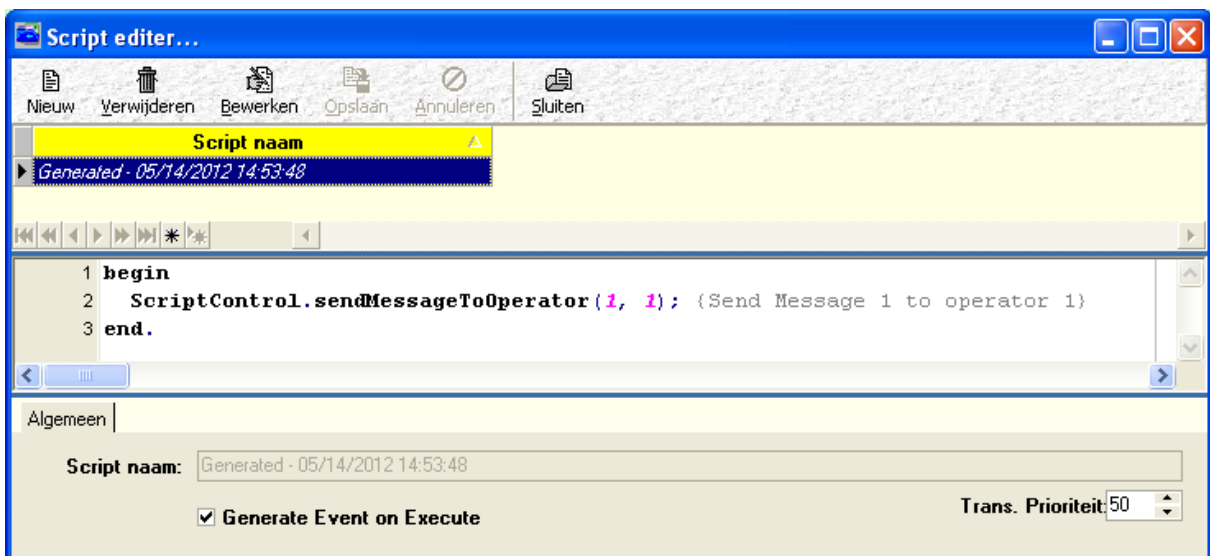 Script editer...
Nieuw Verwijderen Bewerken Opslaan Annuleren Sluiten
Script naam
Generated - 05/14/2012 14:53:48
1 begin
2 ScriptControl.sendMessageToOperator(1, 1); {Send Message 1 to operator 1}
3 end.
Algemeen
Script naam: Generated - 05/14/2012 14:53:48
Generate Event on Execute Trans. Prioriteit: 50